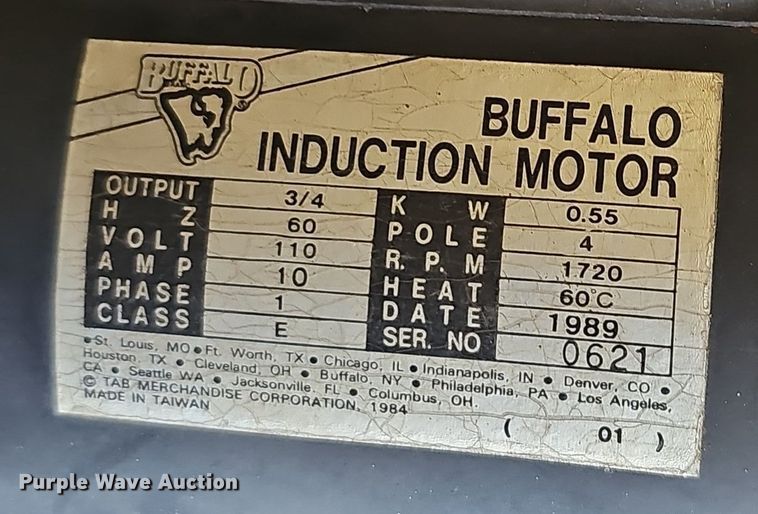 BUFFALO®
BUFFALO
INDUCTION MOTOR
OUTPUT 3/4 KW 0.55
HZ 60 POLE 4
VOLT 110 R.P.M 1720
AMP 10 HEAT 60°C
PHASE 1 DATE 1989
CLASS E SER. NO 0621
•St. Louis, MO•Ft. Worth, TX • Chicago, IL • Indianapolis, IN • Denver, CO •
Houston, TX • Cleveland, OH • Buffalo, NY • Philadelphia, PA • Los Angeles,
CA • Seattle WA • Jacksonville, FL • Columbus, OH.
© TAB MERCHANDISE CORPORATION, 1984
MADE IN TAIWAN
( 01 )
Purple Wave Auction